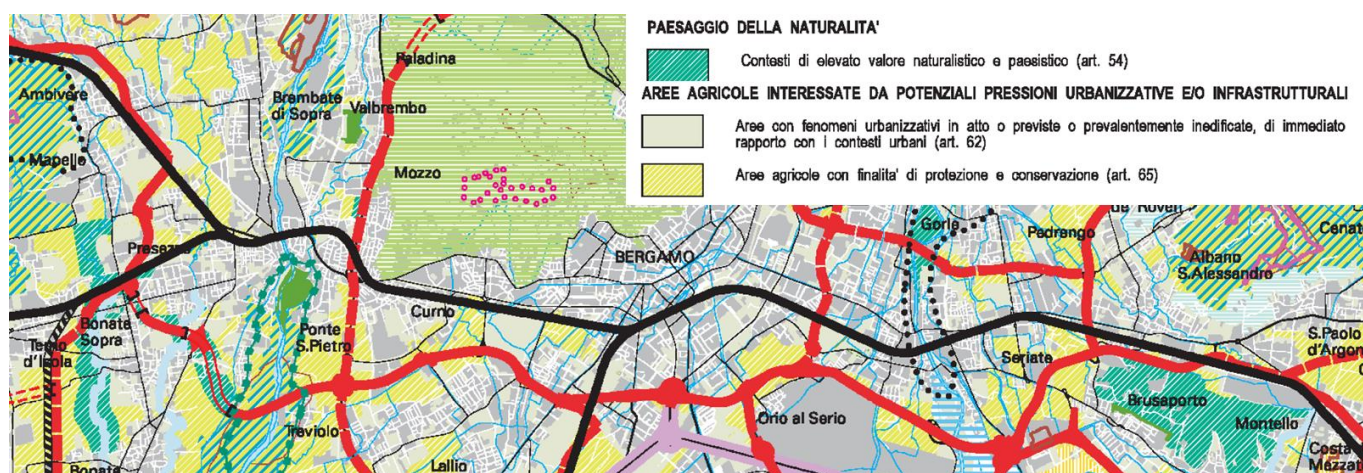 PAESAGGIO DELLA NATURALITA'
Contesti di elevato valore naturalistico e paesistico (art. 54)
AREE AGRICOLE INTERESSATE DA POTENZIALI PRESSIONI URBANIZZATIVE E/O INFRASTRUTTURALI
Aree con fenomeni urbanizzativi in atto o previste o prevalentemente inedificate, di immediato
rapporto con i contesti urbani (art. 62)
Aree agricole con finalita' di protezione e conservazione (art. 65)
Paladina
Ambivere
Brembate
di Sopra
Valbrembo
Mapello
Mozzo
Gorle
Pedrengo
Cenat
Presezzo
BERGAMO
Albano
S.Alessandro
Bonate
Sopra
Curno
Ponte
S.Pietro
d'Isola
Seriate
S.Paolo
d'Argon
Brusaporto
Orio al Serio
Montello
Treviolo
Lallio
Costa
Mezzat
Bonate